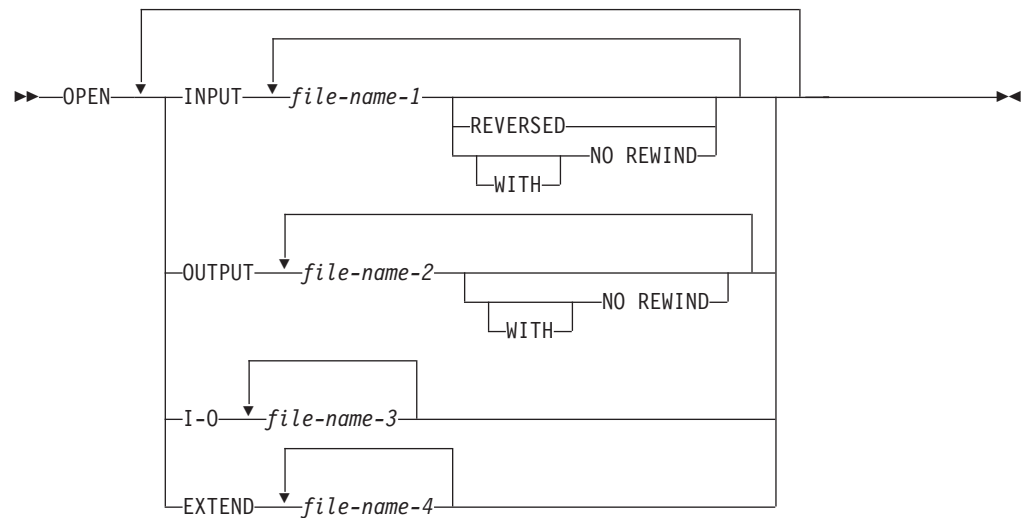 OPEN INPUT file-name-1
REVERSED
NO REWIND
WITH
OUTPUT file-name-2
NO REWIND
WITH
I-O file-name-3
EXTEND file-name-4